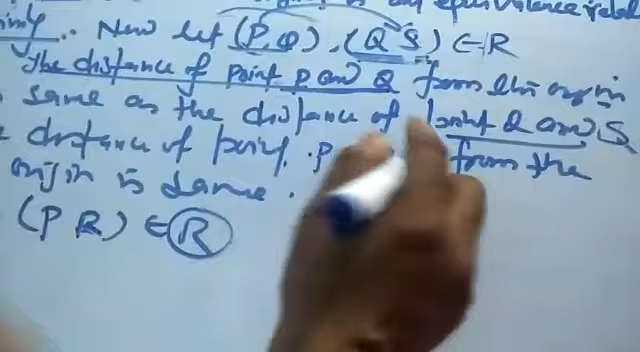 an equivalence
Now let (P, Q), (Q S) ∈ R
the distance of point P and Q from the origin
same as the distance of point Q and S
distance of point P from the
origin is same.
(P R) ∈ R